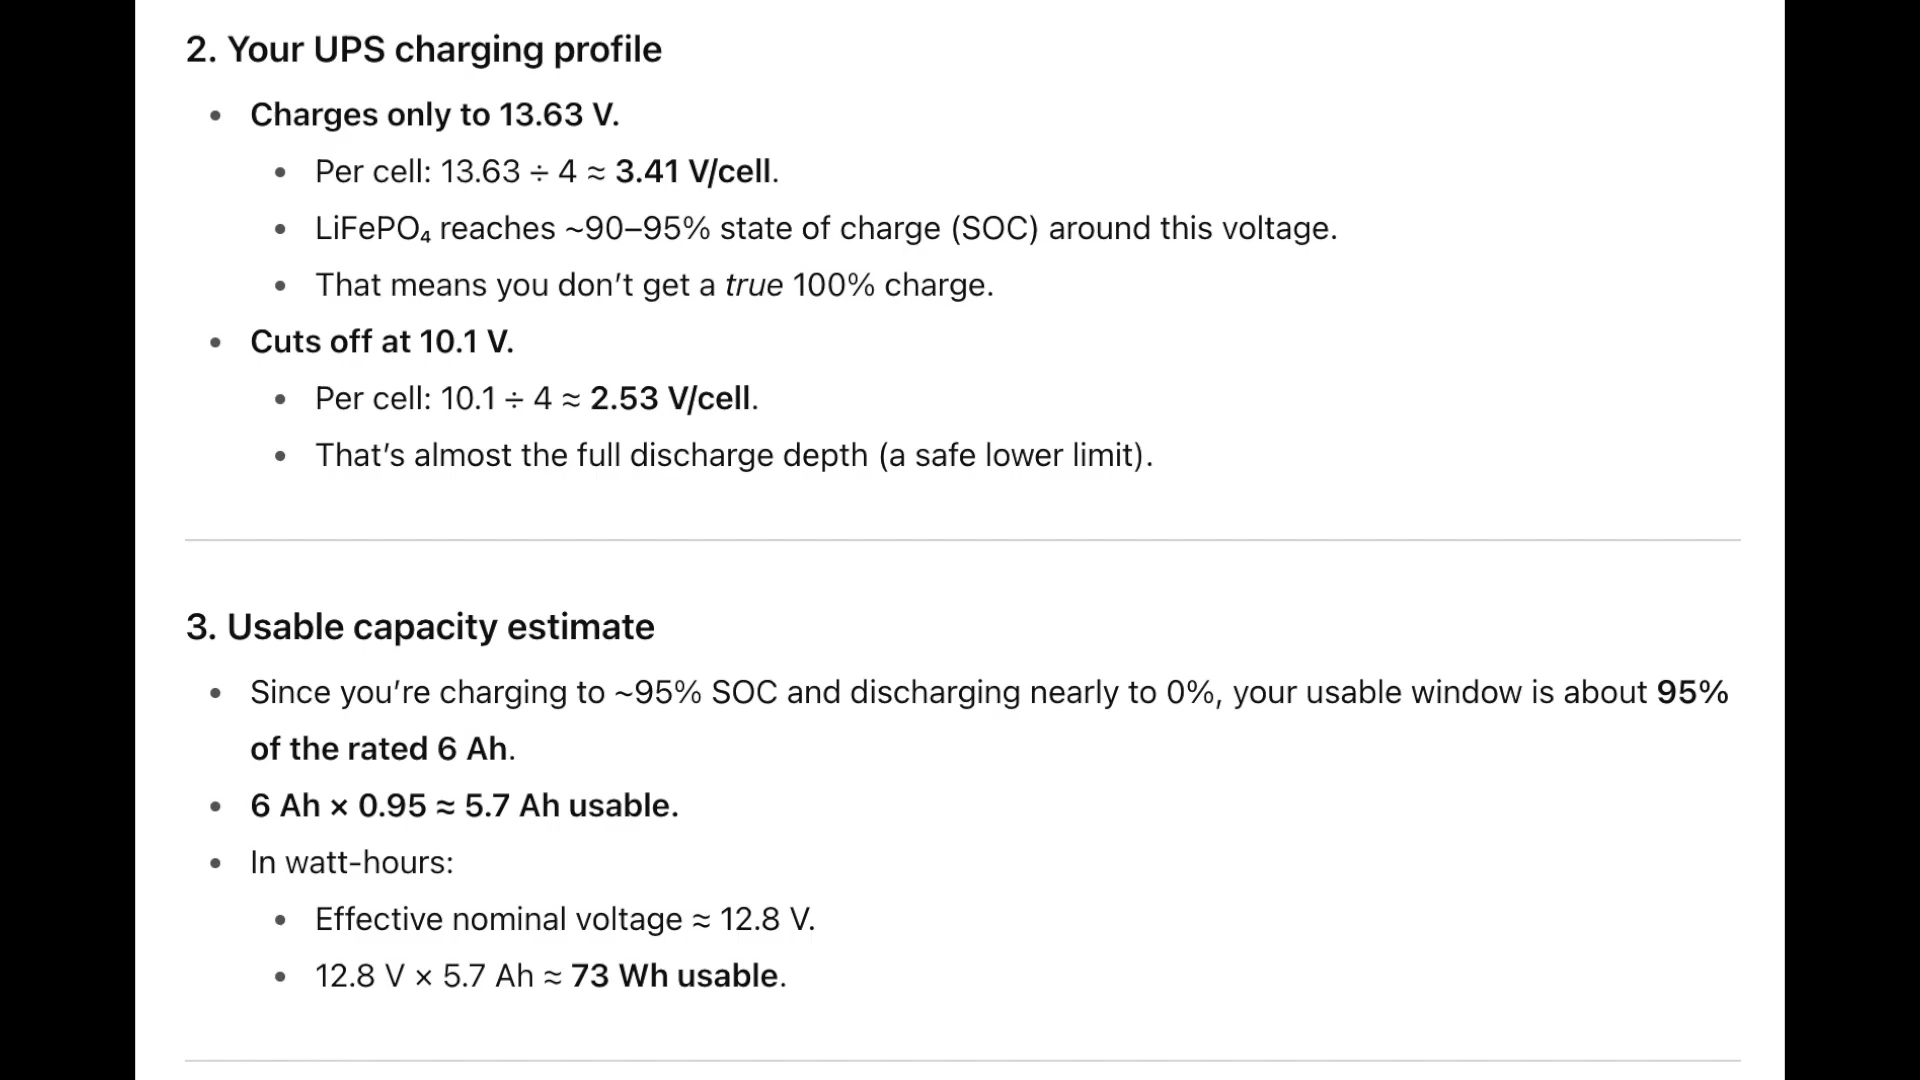 2. Your UPS charging profile
• Charges only to 13.63 V.
• Per cell: 13.63 ÷ 4 ≈ 3.41 V/cell.
• LiFePO₄ reaches ~90–95% state of charge (SOC) around this voltage.
• That means you don’t get a true 100% charge.
• Cuts off at 10.1 V.
• Per cell: 10.1 ÷ 4 ≈ 2.53 V/cell.
• That’s almost the full discharge depth (a safe lower limit).
3. Usable capacity estimate
• Since you’re charging to ~95% SOC and discharging nearly to 0%, your usable window is about 95%
of the rated 6 Ah.
• 6 Ah × 0.95 ≈ 5.7 Ah usable.
• In watt-hours:
• Effective nominal voltage ≈ 12.8 V.
• 12.8 V × 5.7 Ah ≈ 73 Wh usable.